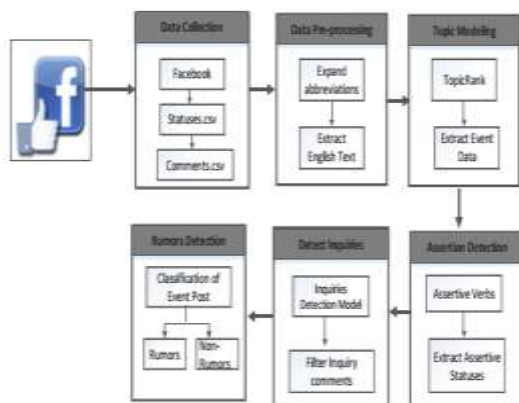 Data Collection
Facebook
Statuses.csv
Comments.csv
Data Pre-processing
Expand
abbreviations
Extract
English Text
Topic Modeling
TopicRank
Extract Event
Data
Assertion Detection
Assertive Verbs
Extract Assertive
Statuses
Detect Inquiries
Inquiries
Detection Model
Filter Inquiry
comments
Rumors Detection
Classification of
Event Post
Rumors
Non-
Rumors